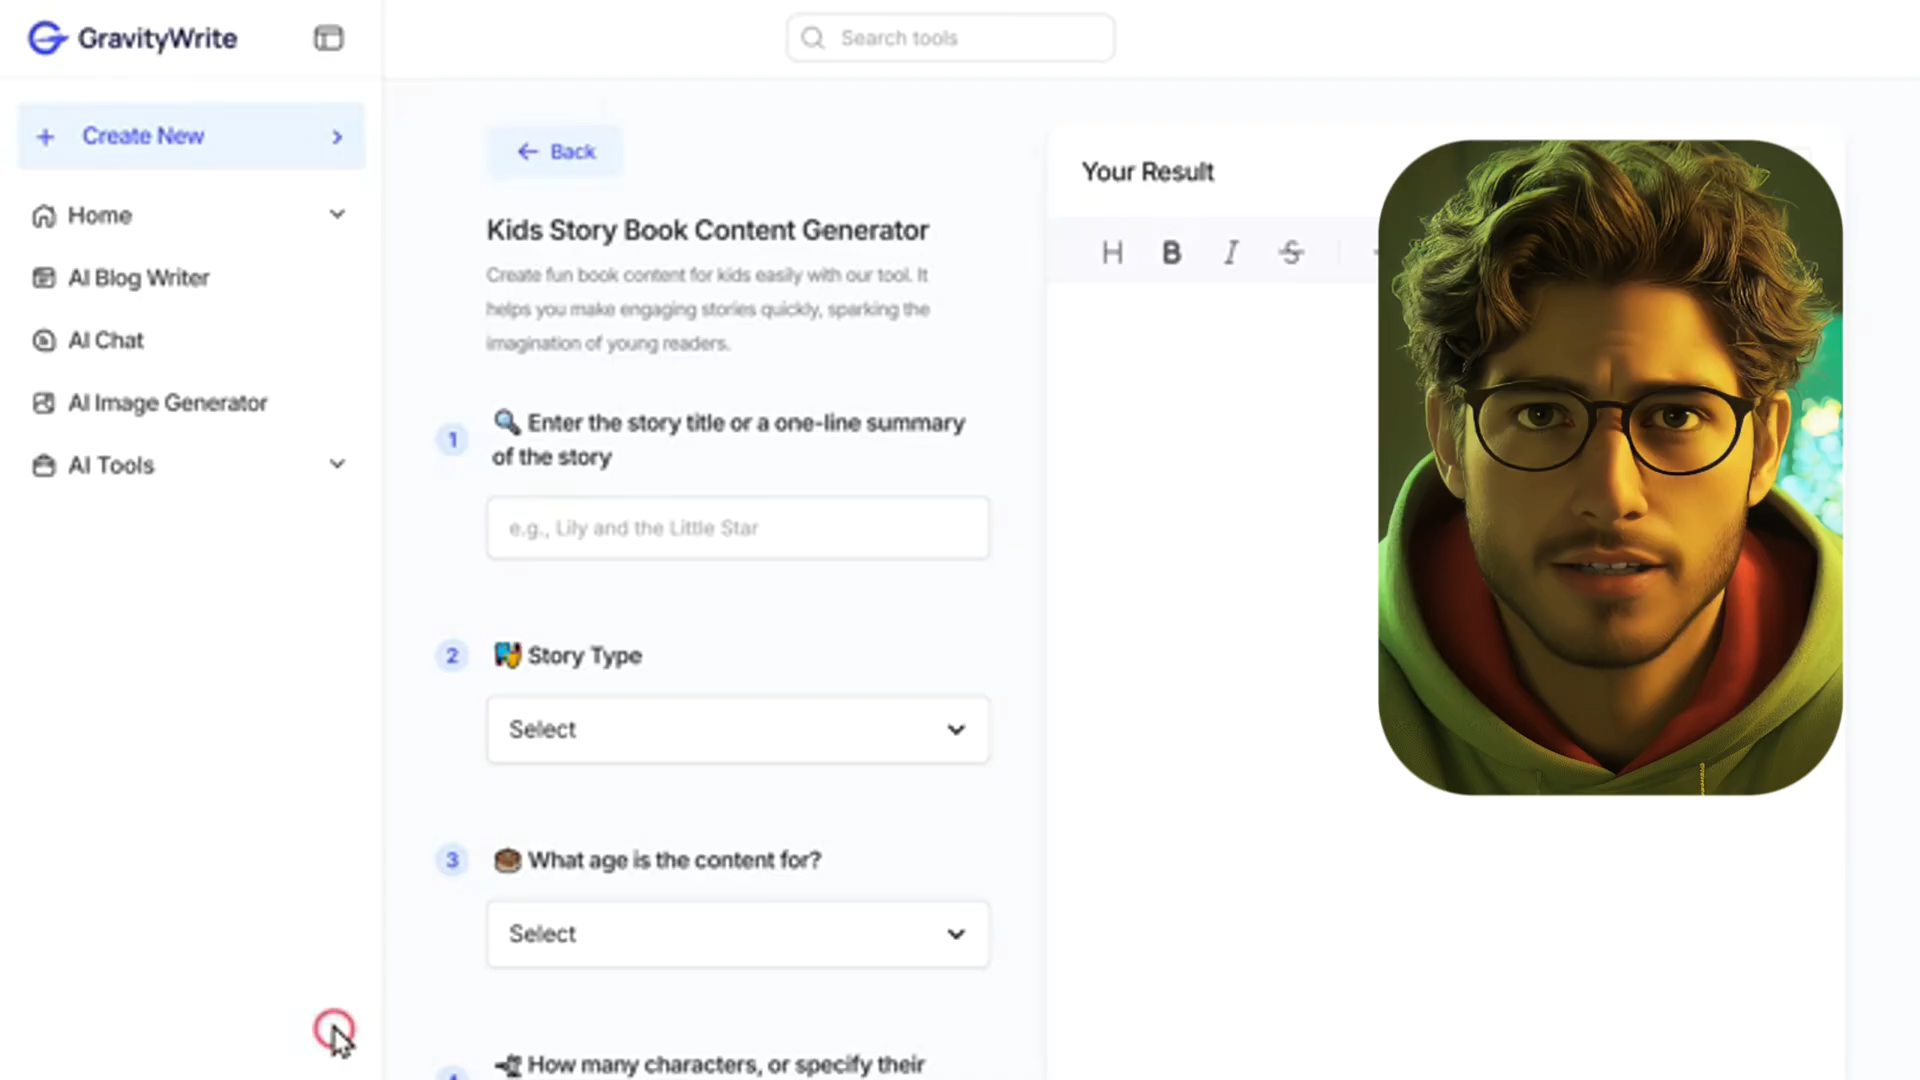 GravityWrite
Search tools
Create New
Home
AI Blog Writer
AI Chat
AI Image Generator
AI Tools
Back
Kids Story Book Content Generator
Create fun book content for kids easily with our tool. It
helps you make engaging stories quickly, sparking the
imagination of young readers.
1
Enter the story title or a one-line summary
of the story
e.g., Lily and the Little Star
2
Story Type
Select
3
What age is the content for?
Select
How many characters, or specify their
Your Result
H B I S